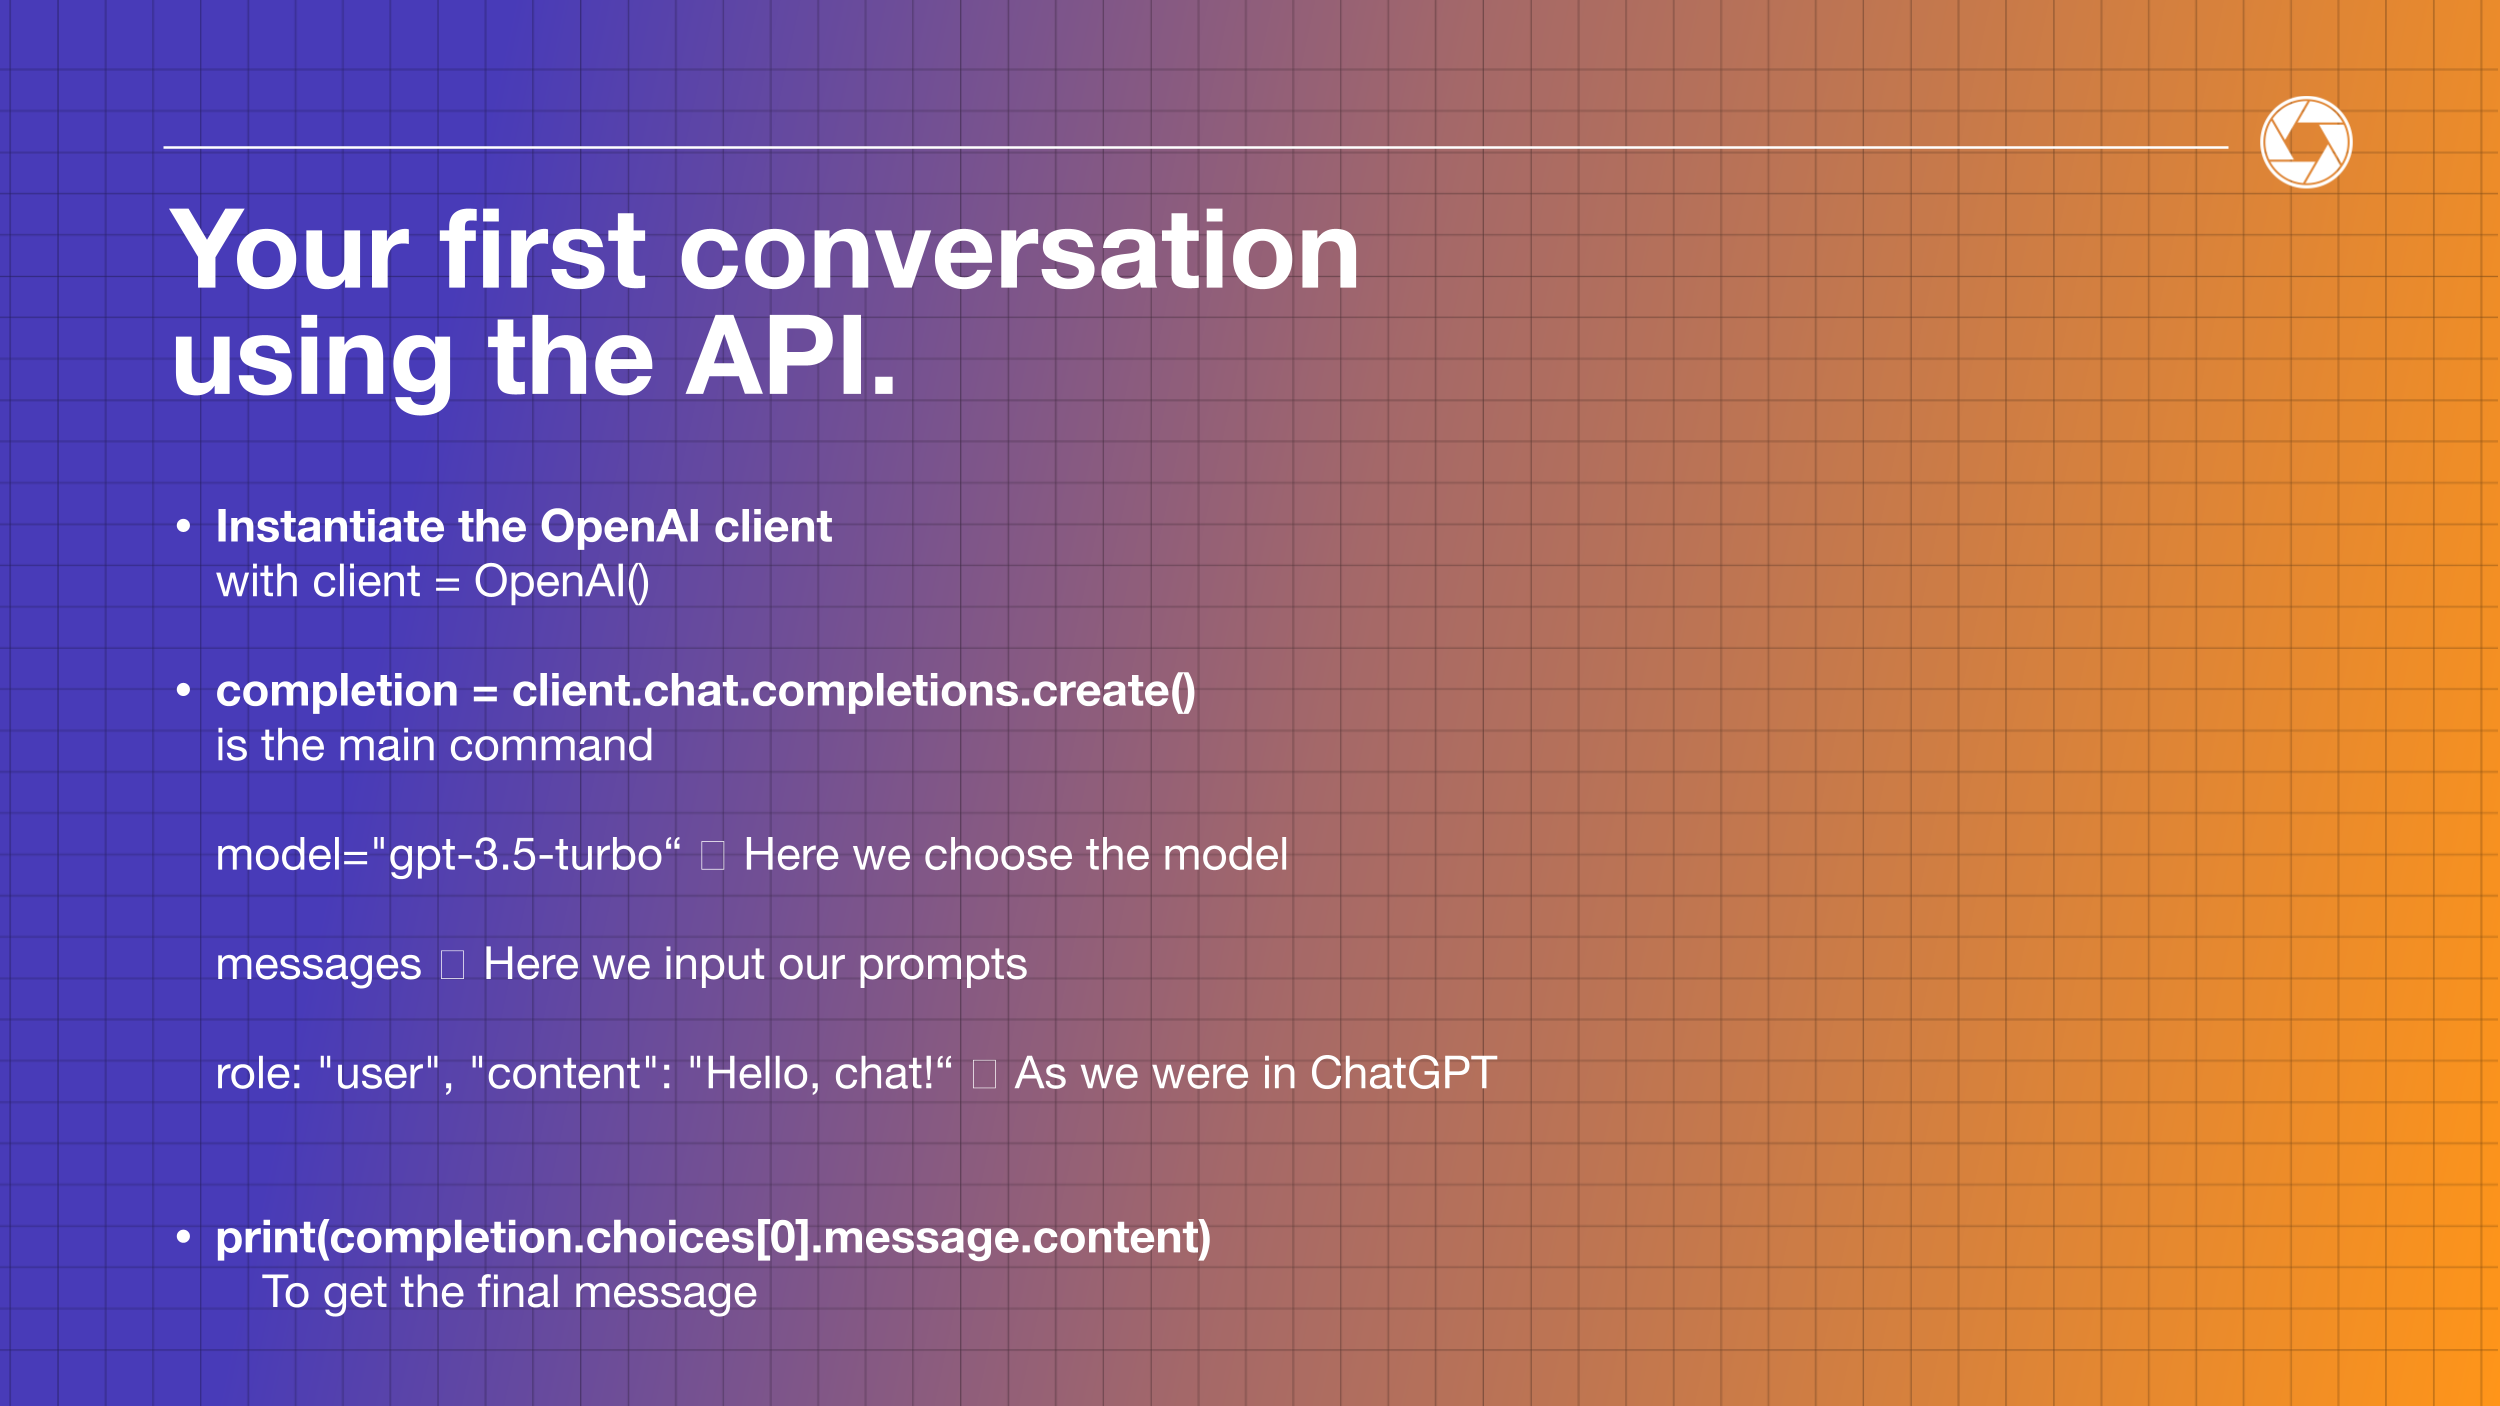 Your first conversation
using the API.
• Instantiate the OpenAI client
with client = OpenAI()
• completion = client.chat.completions.create()
is the main command
model="gpt-3.5-turbo“ □ Here we choose the model
messages □ Here we input our prompts
role: "user", "content": "Hello, chat!“ □ As we were in ChatGPT
• print(completion.choices[0].message.content)
To get the final message